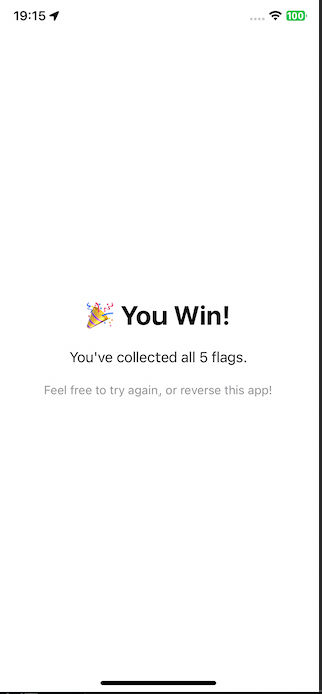 19:15
100
🎉 You Win!
You've collected all 5 flags.
Feel free to try again, or reverse this app!